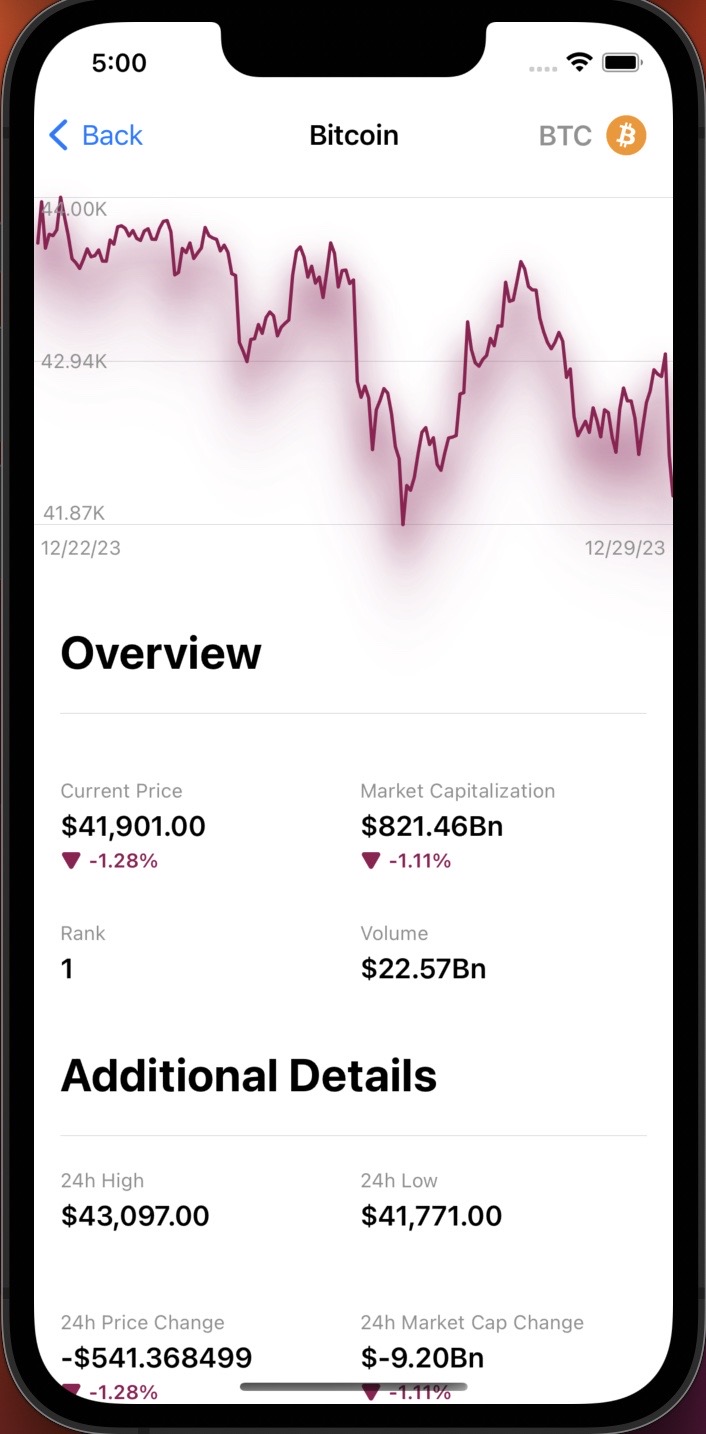 5:00
Back
Bitcoin
BTC
44.00K
42.94K
41.87K
12/22/23 12/29/23
Overview
Current Price Market Capitalization
$41,901.00 $821.46Bn
-1.28% -1.11%
Rank Volume
1 $22.57Bn
Additional Details
24h High 24h Low
$43,097.00 $41,771.00
24h Price Change 24h Market Cap Change
-$541.368499 $-9.20Bn
-1.28% -1.11%